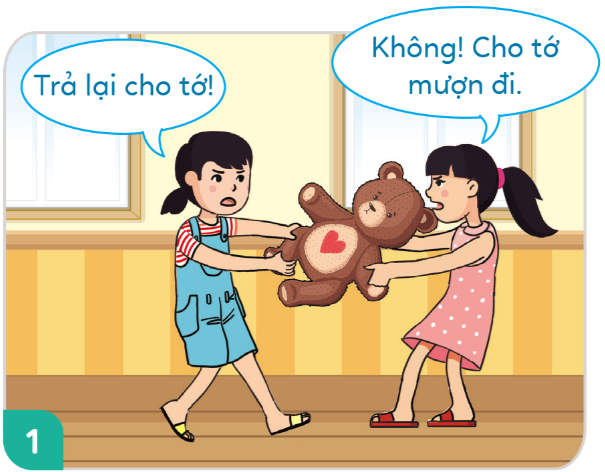 Trả lại cho tớ!
Không! Cho tớ
mượn đi.
1